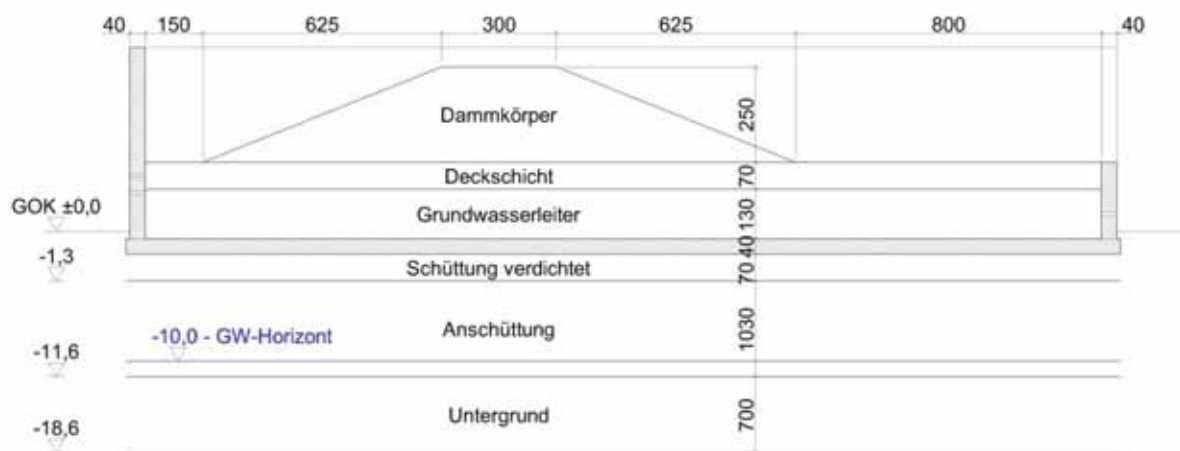 40 150 625 300 625 800 40
Dammkörper
250
Deckschicht
70
GOK ±0,0
Grundwasserleiter
130
40
-1,3
Schüttung verdichtet
70
-10,0 - GW-Horizont
Anschüttung
1030
-11,6
Untergrund
700
-18,6